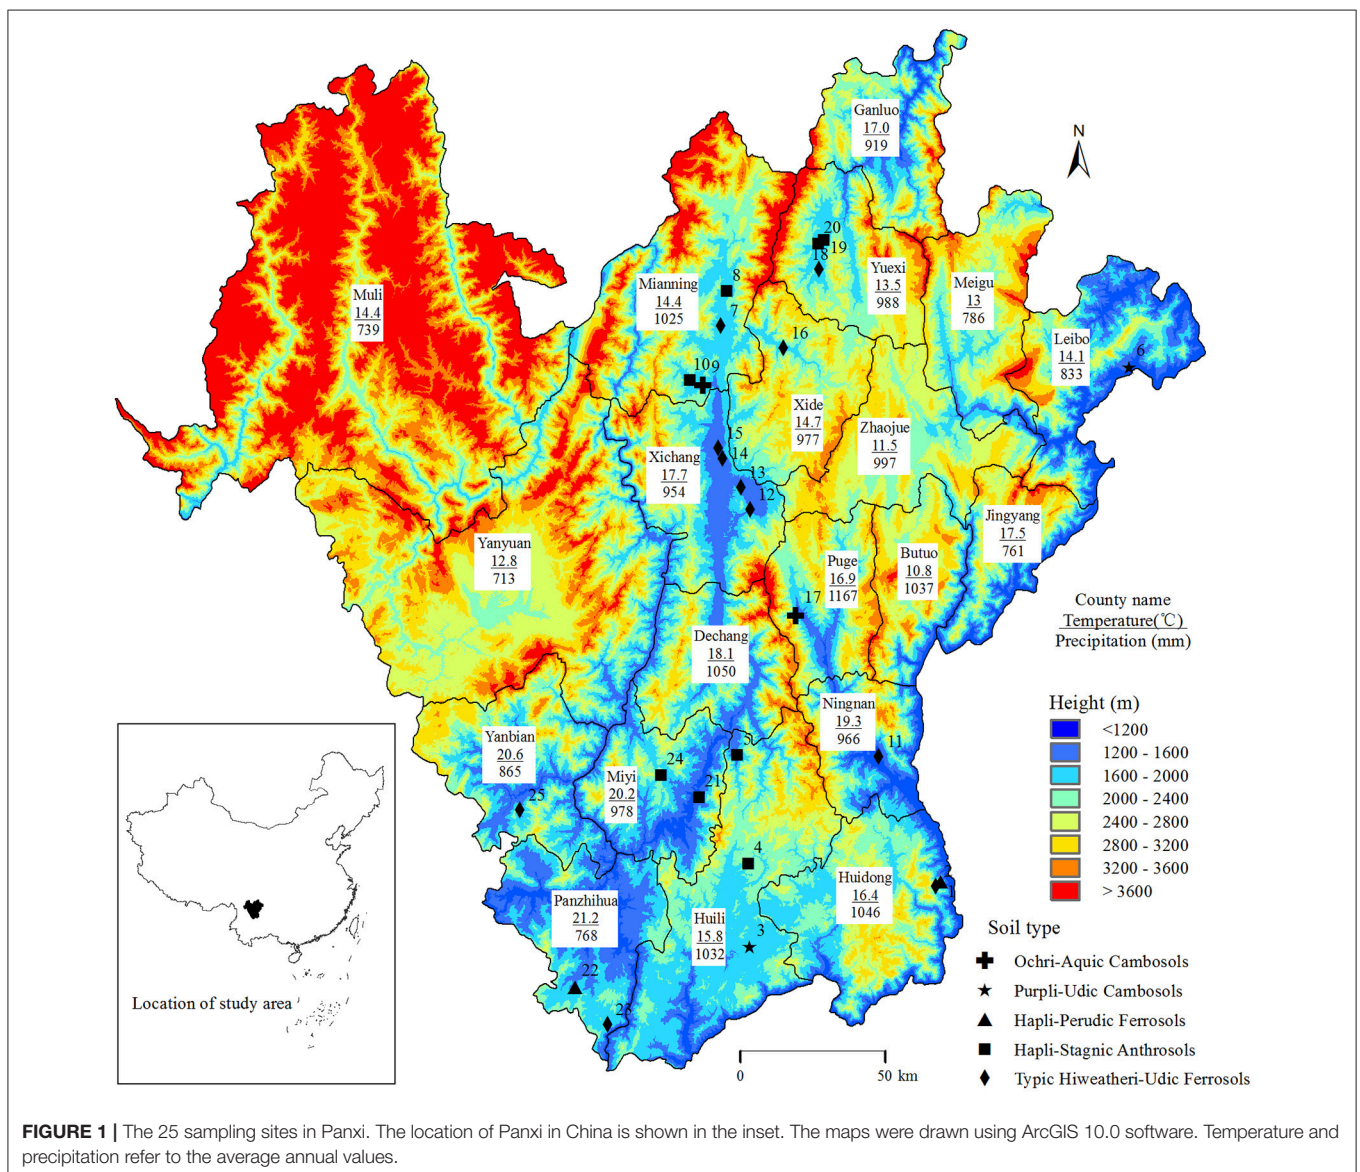 Ganluo
17.0
919
N
20
19
18
Yuexi
13.5
988
Meigu
13
786
Mianning
14.4
1025
8
7
Muli
14.4
739
16
Leibo
14.1
833
6
10
9
Xide
14.7
977
Zhaojue
11.5
997
15
14
Xichang
17.7
954
13
12
Jingyang
17.5
761
Yanyuan
12.8
713
Puge
16.9
1167
Butuo
10.8
1037
17
County name
Temperature(℃)
Precipitation (mm)
Dechang
18.1
1050
Ningnan
19.3
966
11
Yanbian
20.6
865
5
24
Miyi
20.2
978
21
25
4
Huidong
16.4
1046
Panzhihua
21.2
768
Huili
15.8
1032
3
22
23
Height (m)
<1200
1200 - 1600
1600 - 2000
2000 - 2400
2400 - 2800
2800 - 3200
3200 - 3600
> 3600
Soil type
Ochri-Aquic Cambosols
Purpli-Udic Cambosols
Hapli-Perudic Ferrosols
Hapli-Stagnic Anthrosols
Typic Hiweatheri-Udic Ferrosols
Location of study area
0 50 km
FIGURE 1 | The 25 sampling sites in Panxi. The location of Panxi in China is shown in the inset. The maps were drawn using ArcGIS 10.0 software. Temperature and
precipitation refer to the average annual values.